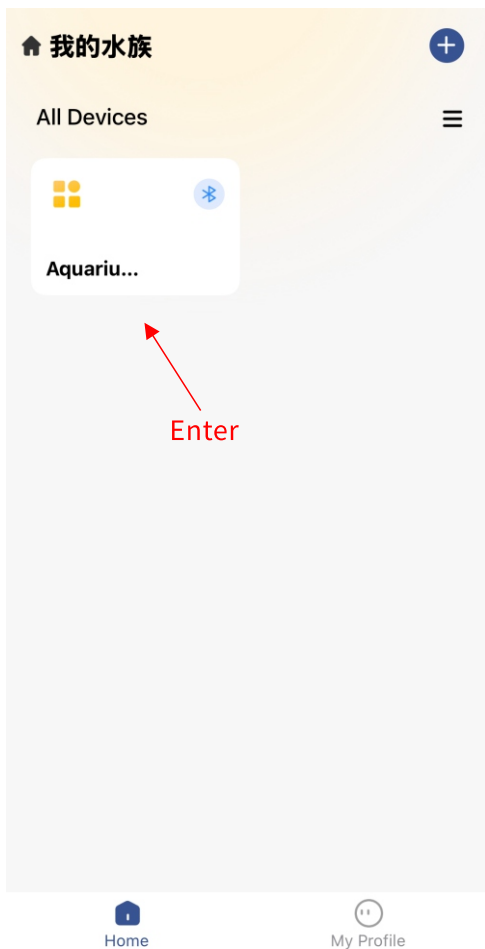 我的水族
All Devices
Aquariu...
Enter
Home
My Profile